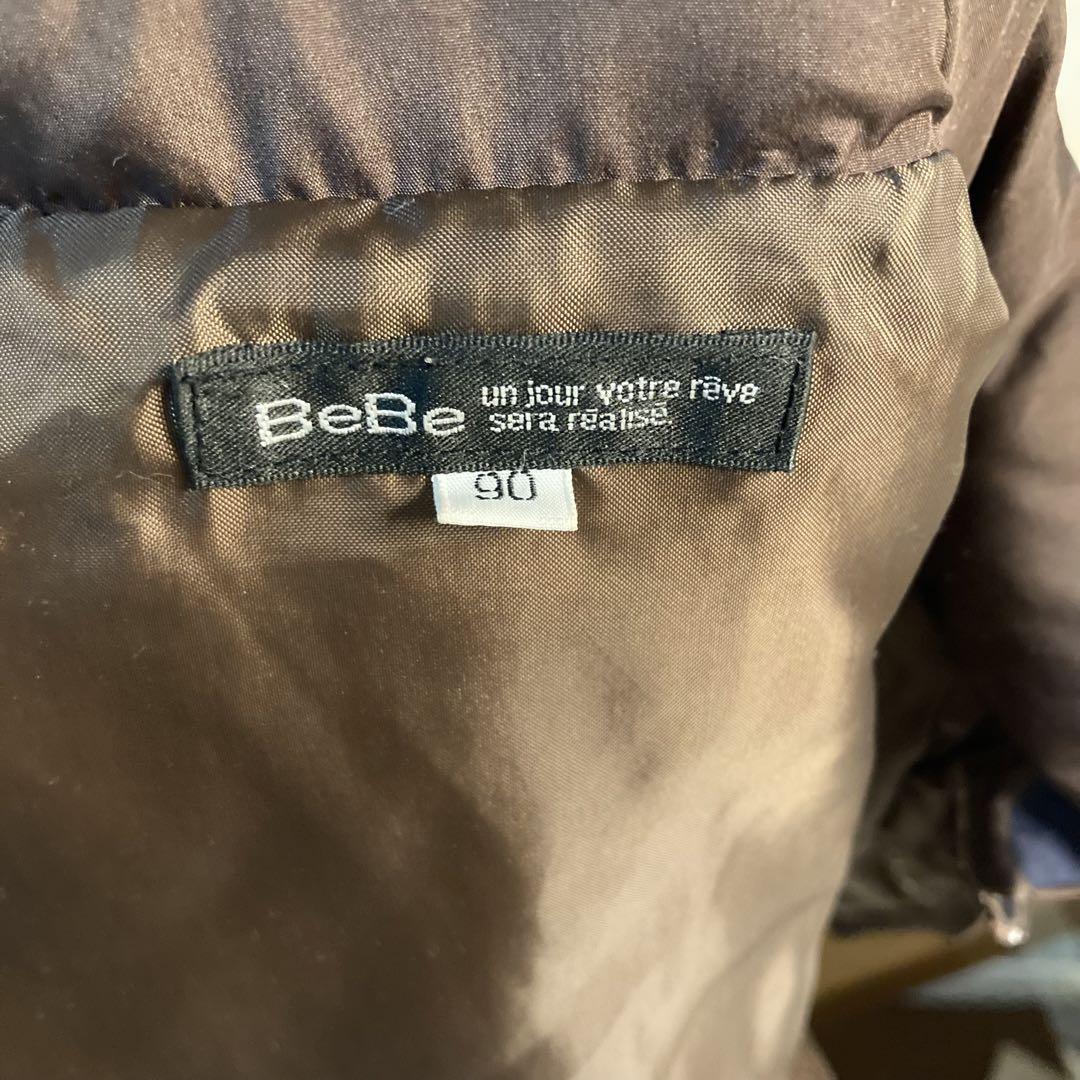 BeBe
un jour votre rêve
sera réalisé.
90